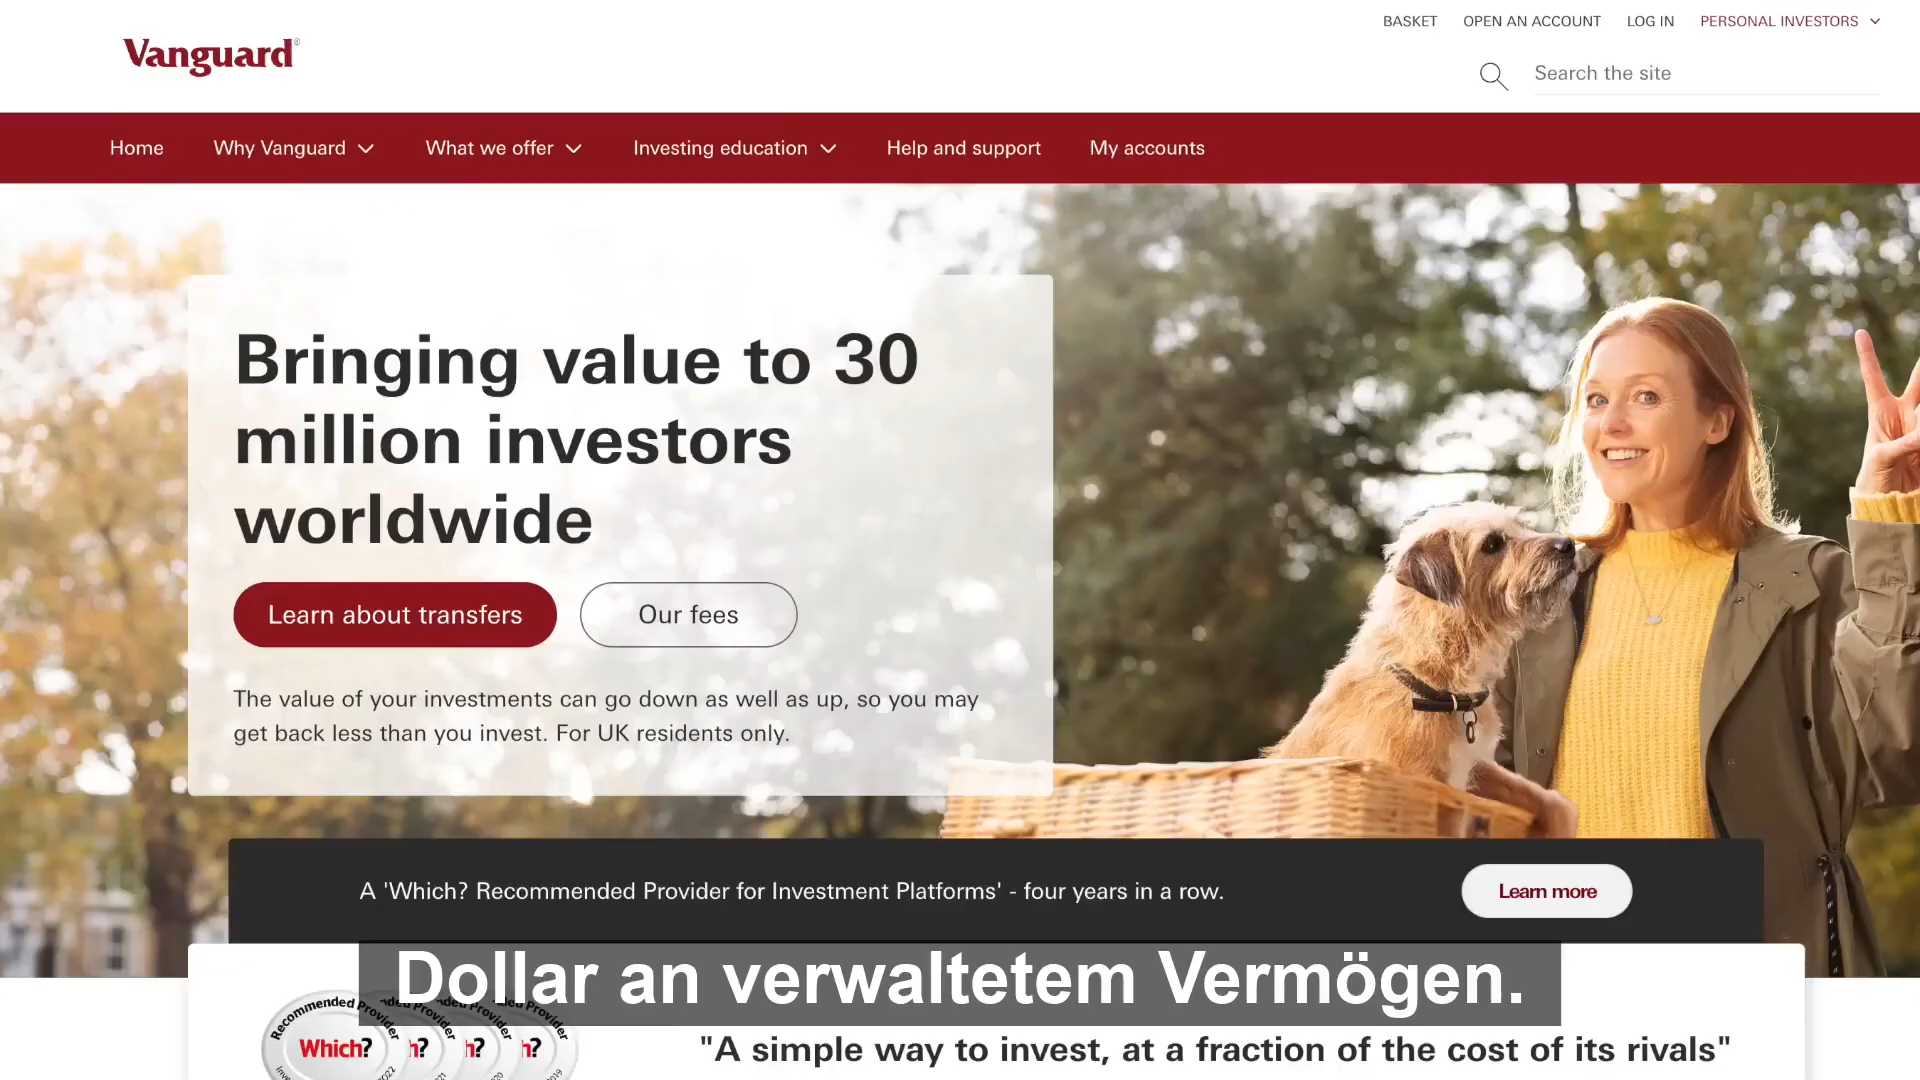 BASKET OPEN AN ACCOUNT LOG IN PERSONAL INVESTORS
Vanguard®
Search the site
Home Why Vanguard What we offer Investing education Help and support My accounts
Bringing value to 30
million investors
worldwide
Learn about transfers Our fees
The value of your investments can go down as well as up, so you may
get back less than you invest. For UK residents only.
A 'Which? Recommended Provider for Investment Platforms' - four years in a row.
Learn more
Dollar an verwaltetem Vermögen.
Recommended Provider
Which?
"A simple way to invest, at a fraction of the cost of its rivals"